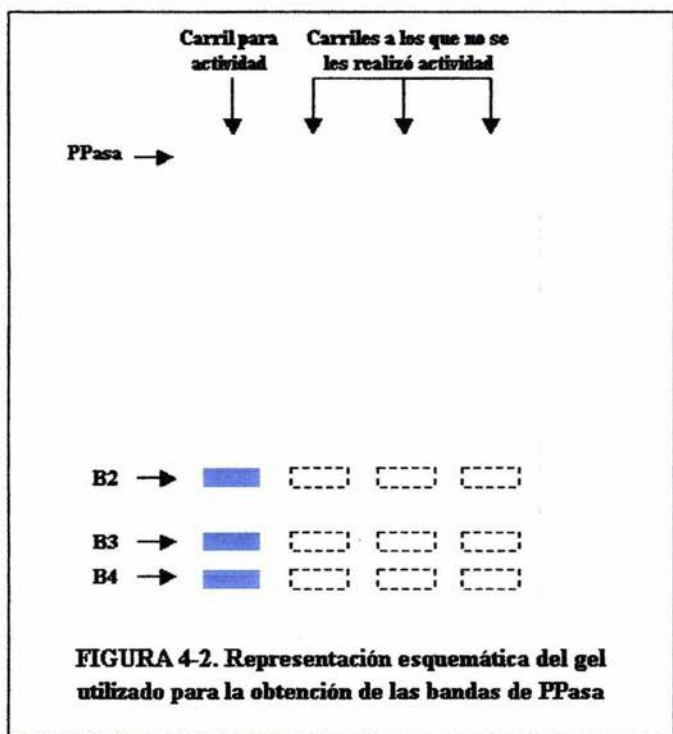 Carril para
actividad
Carriles a los que no se
les realizó actividad
PPasa
B2
B3
B4
FIGURA 4-2. Representación esquemática del gel
utilizado para la obtención de las bandas de PPasa